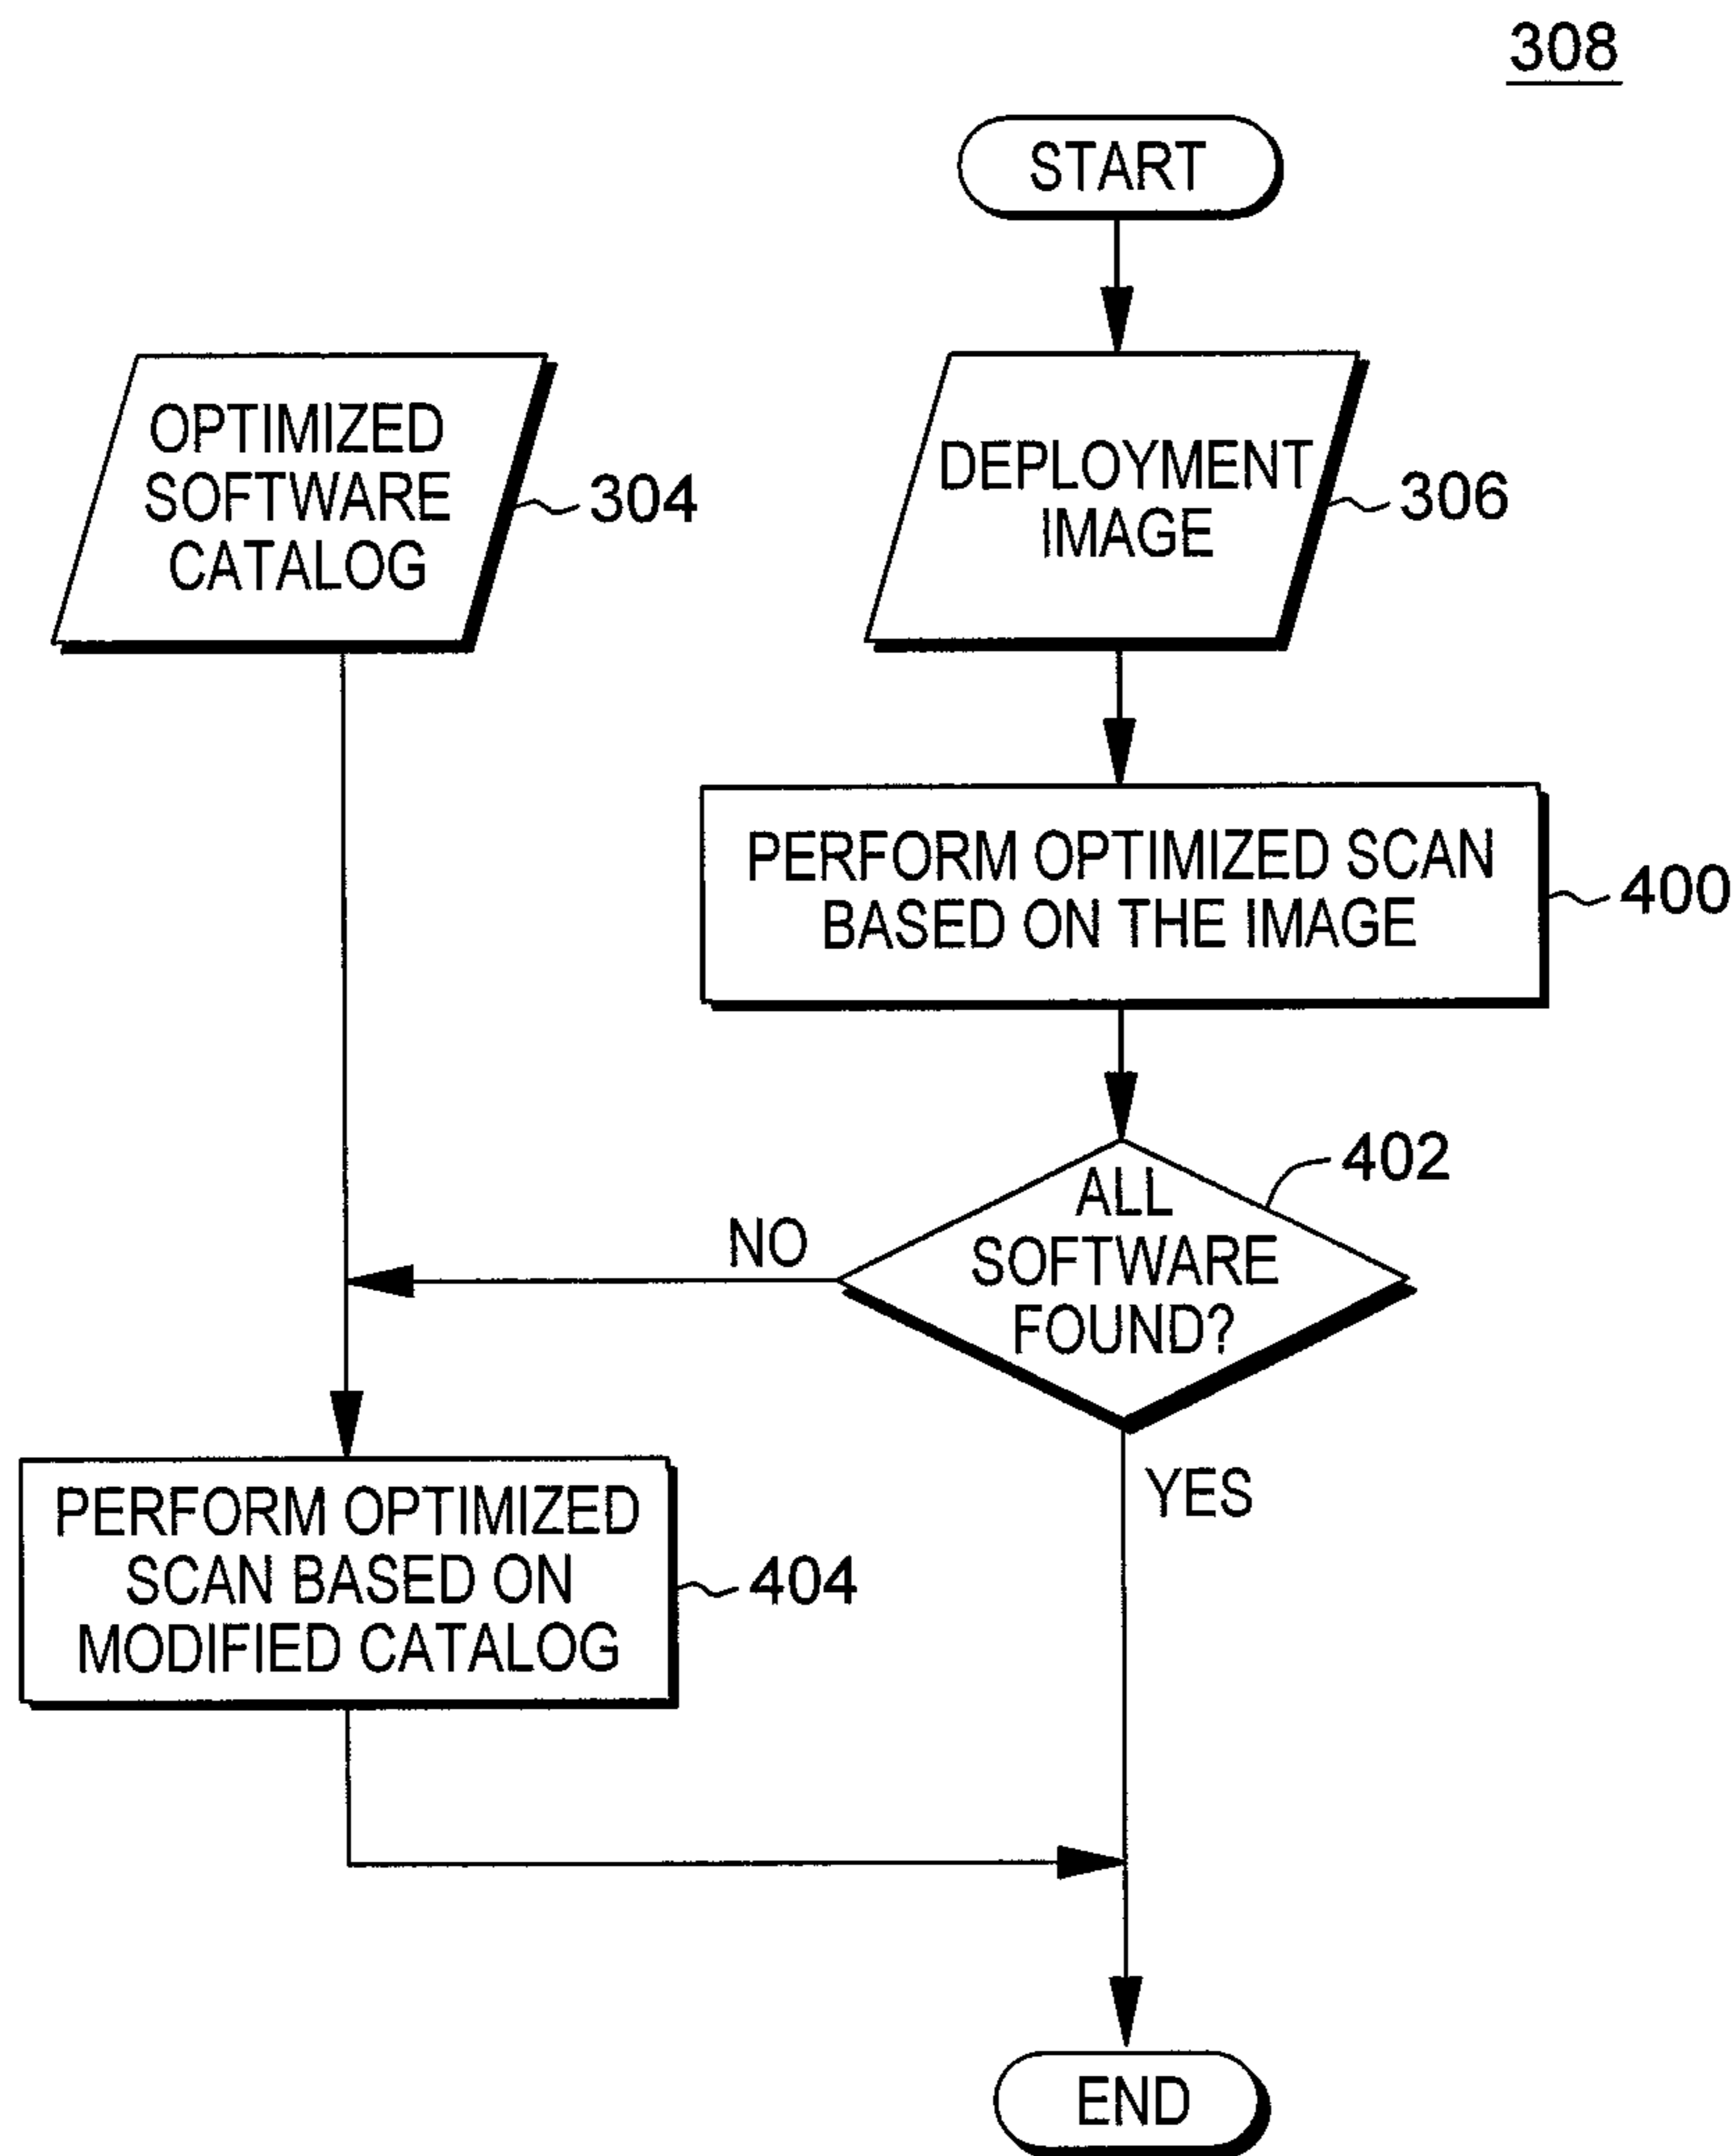 308
START
OPTIMIZED
SOFTWARE
CATALOG
304
DEPLOYMENT
IMAGE
306
PERFORM OPTIMIZED SCAN
BASED ON THE IMAGE
400
ALL
SOFTWARE
FOUND?
402
NO
YES
PERFORM OPTIMIZED
SCAN BASED ON
MODIFIED CATALOG
404
END